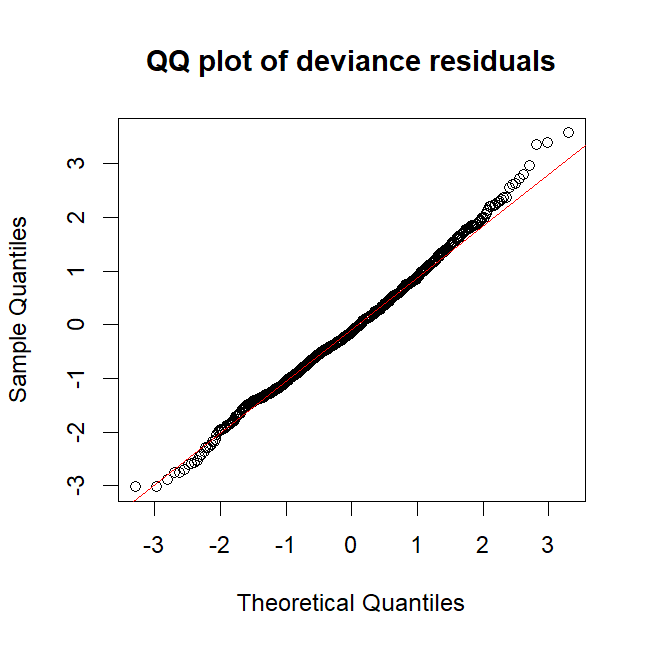 QQ plot of deviance residuals
Sample Quantiles
3
2
1
0
-1
-2
-3
-3 -2 -1 0 1 2 3
Theoretical Quantiles